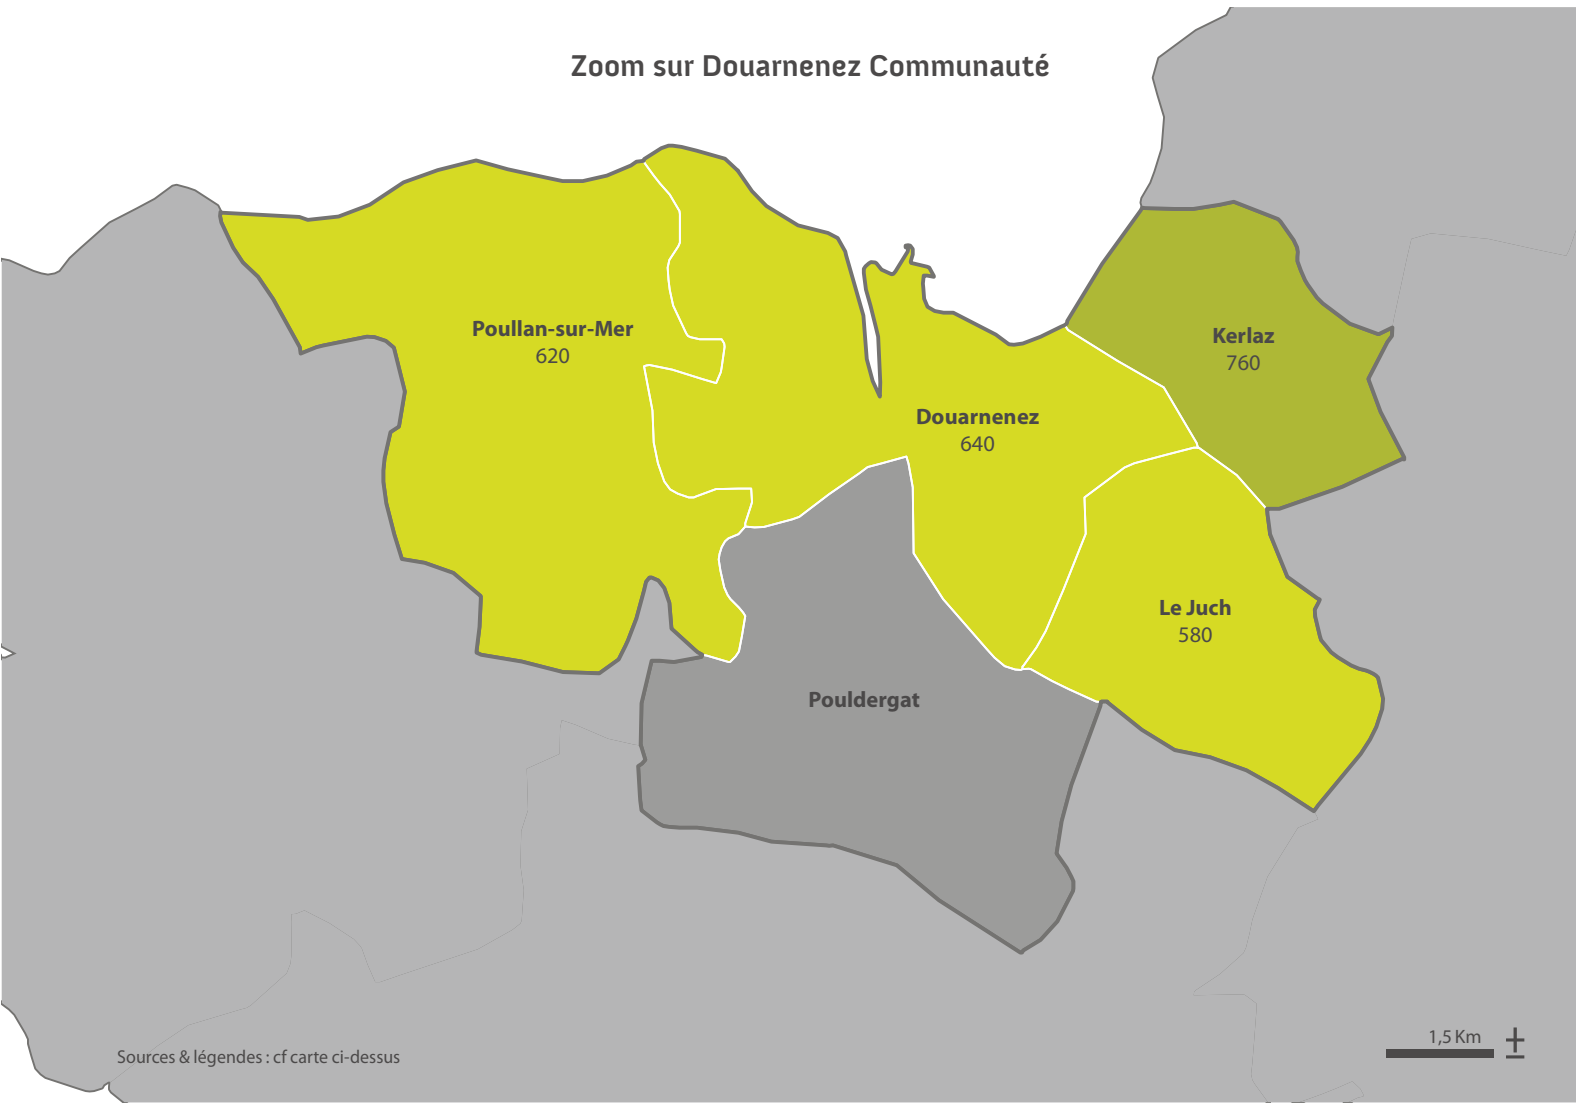 Zoom sur Douarnenez Communauté
Poullan-sur-Mer
620
Kerlaz
760
Douarnenez
640
Le Juch
580
Pouldergat
1,5 Km
Sources & légendes : cf carte ci-dessus